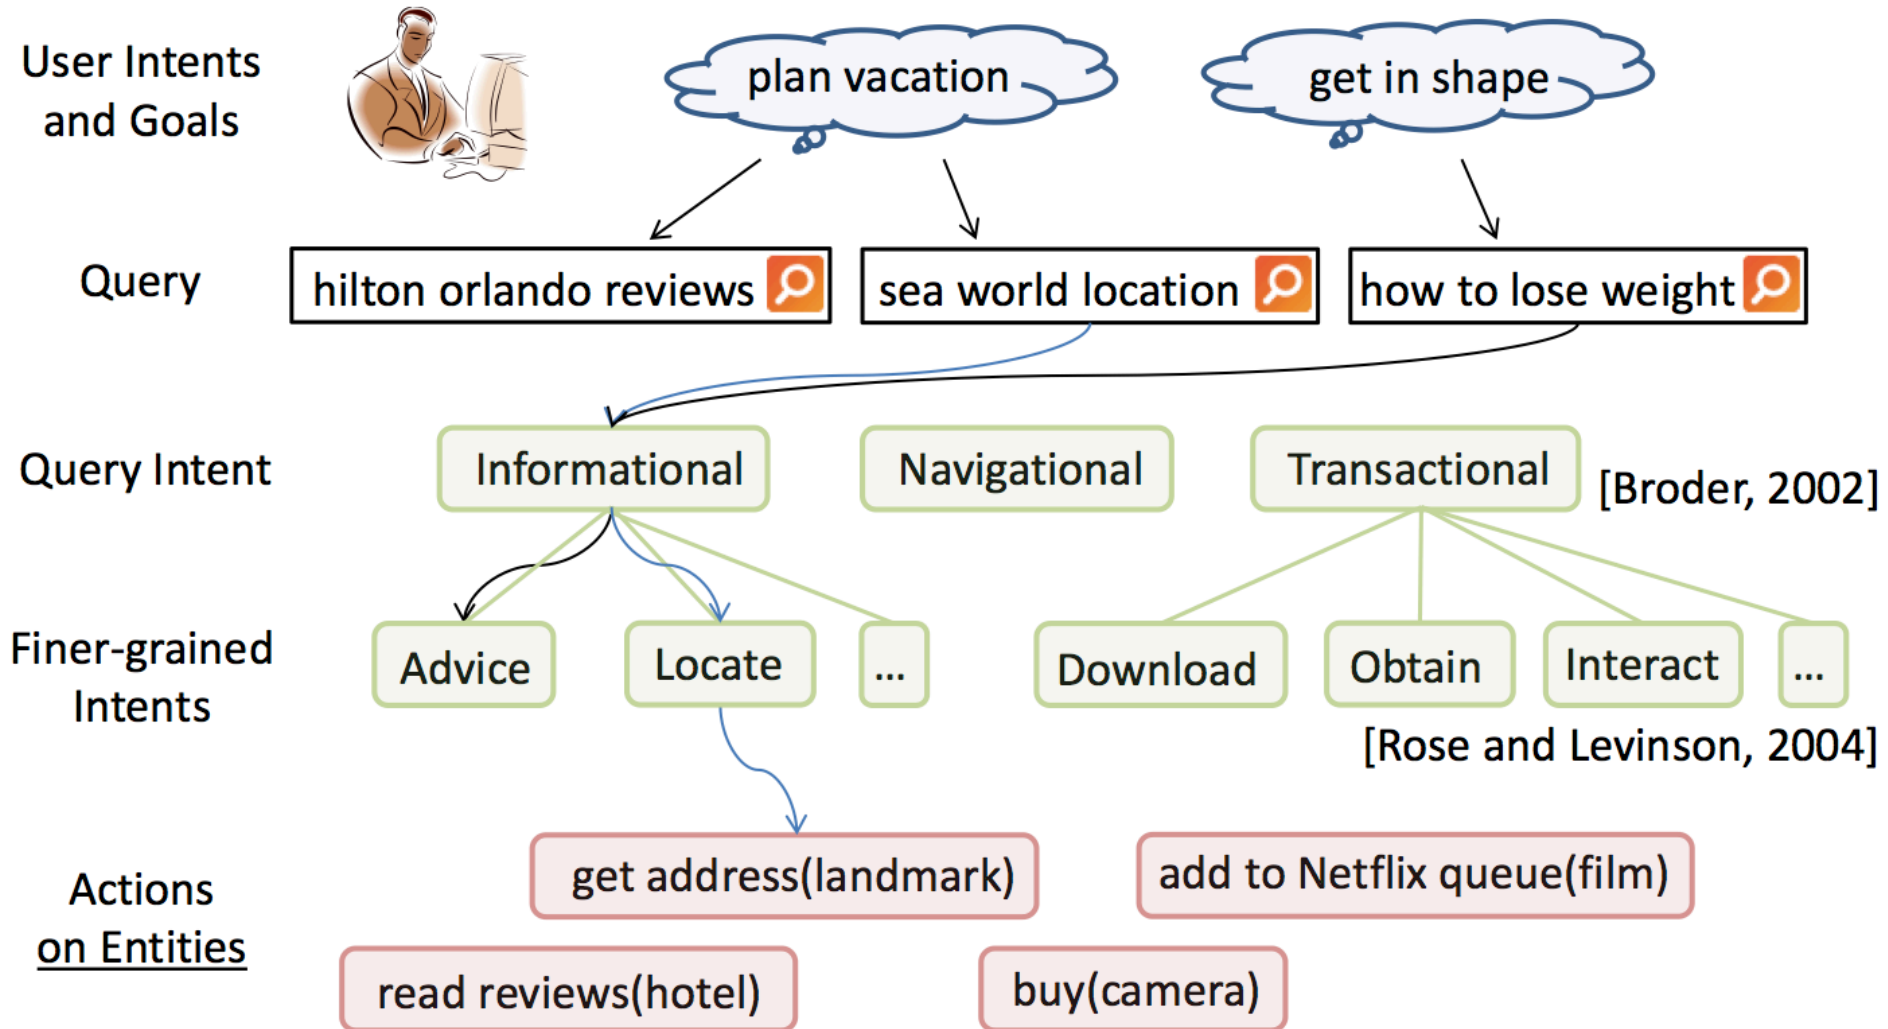 User Intents
and Goals
plan vacation
get in shape
Query
hilton orlando reviews
sea world location
how to lose weight
Query Intent
Informational
Navigational
Transactional
[Broder, 2002]
Finer-grained
Intents
Advice
Locate
...
Download
Obtain
Interact
...
[Rose and Levinson, 2004]
Actions
on Entities
get address(landmark)
add to Netflix queue(film)
read reviews(hotel)
buy(camera)